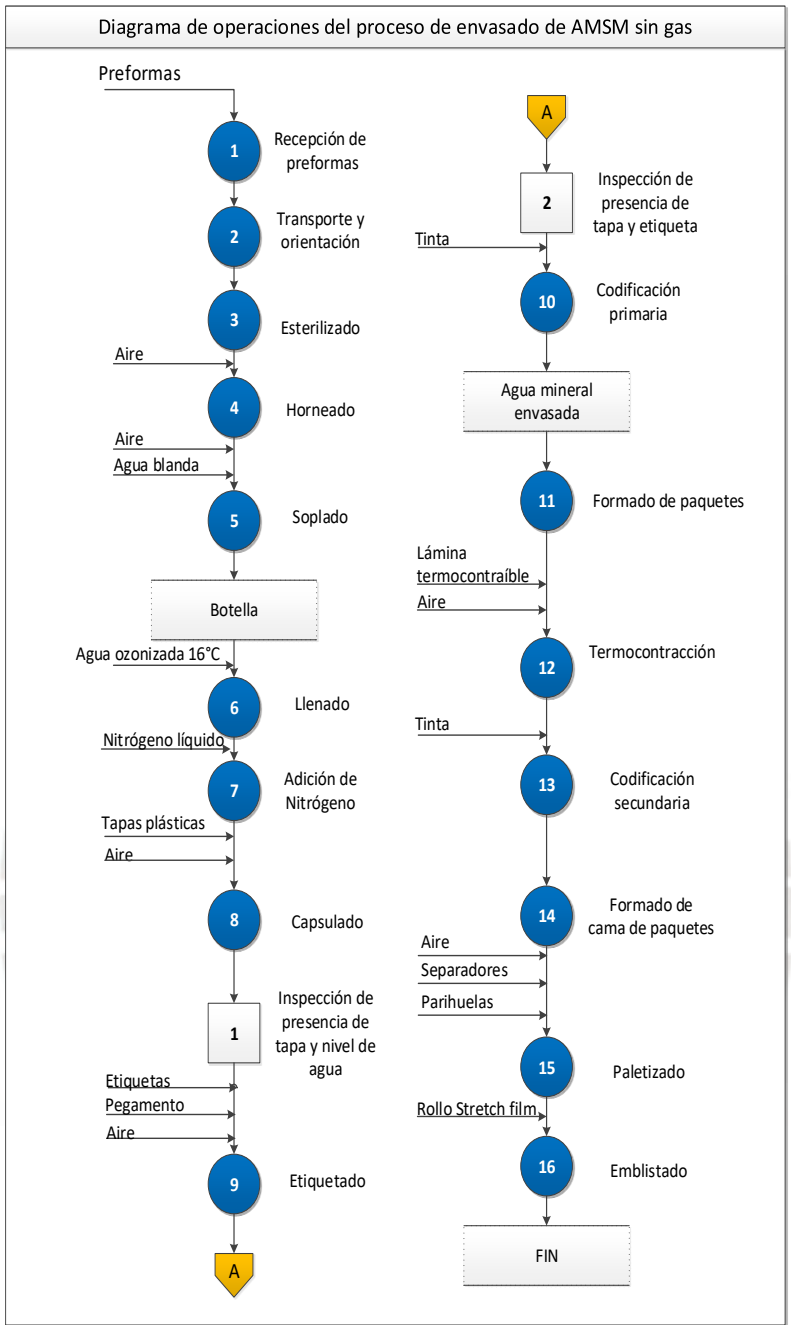 Diagrama de operaciones del proceso de envasado de AMSM sin gas
Preformas
1
Recepción de
preformas
2
Transporte y
orientación
3
Esterilizado
Aire
4
Horneado
Aire
Agua blanda
5
Soplado
Botella
Agua ozonizada 16°C
6
Llenado
Nitrógeno líquido
7
Adición de
Nitrógeno
Tapas plásticas
Aire
8
Capsulado
1
Inspección de
presencia de
tapa y nivel de
agua
Etiquetas
Pegamento
Aire
9
Etiquetado
A
A
2
Inspección de
presencia de
tapa y etiqueta
Tinta
10
Codificación
primaria
Agua mineral
envasada
11
Formado de paquetes
Lámina
termocontraíble
Aire
12
Termocontracción
Tinta
13
Codificación
secundaria
14
Formado de
cama de paquetes
Aire
Separadores
Parihuelas
15
Paletizado
Rollo Stretch film
16
Emblistado
FIN